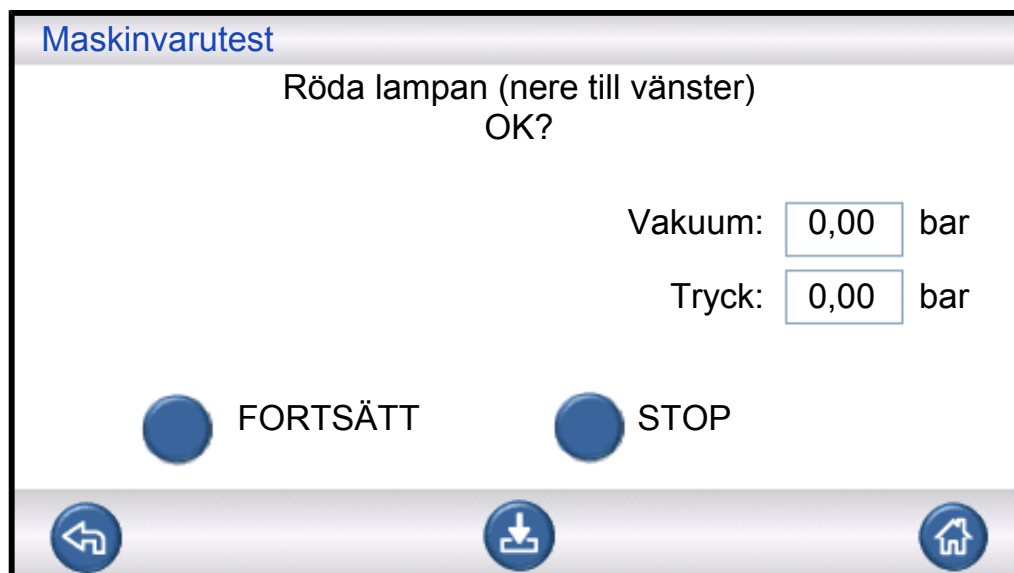 Maskinvarutest
Röda lampan (nere till vänster)
OK?
Vakuum: 0,00 bar
Tryck: 0,00 bar
FORTSÄTT STOP